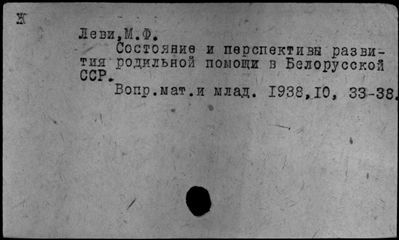 Ж
Леви,М.Ф.
Состояние и перспективы разви-
тия родильной помощи в Белорусской
ССР.
Вопр.мат.и млад. 1938,10, 33-38.